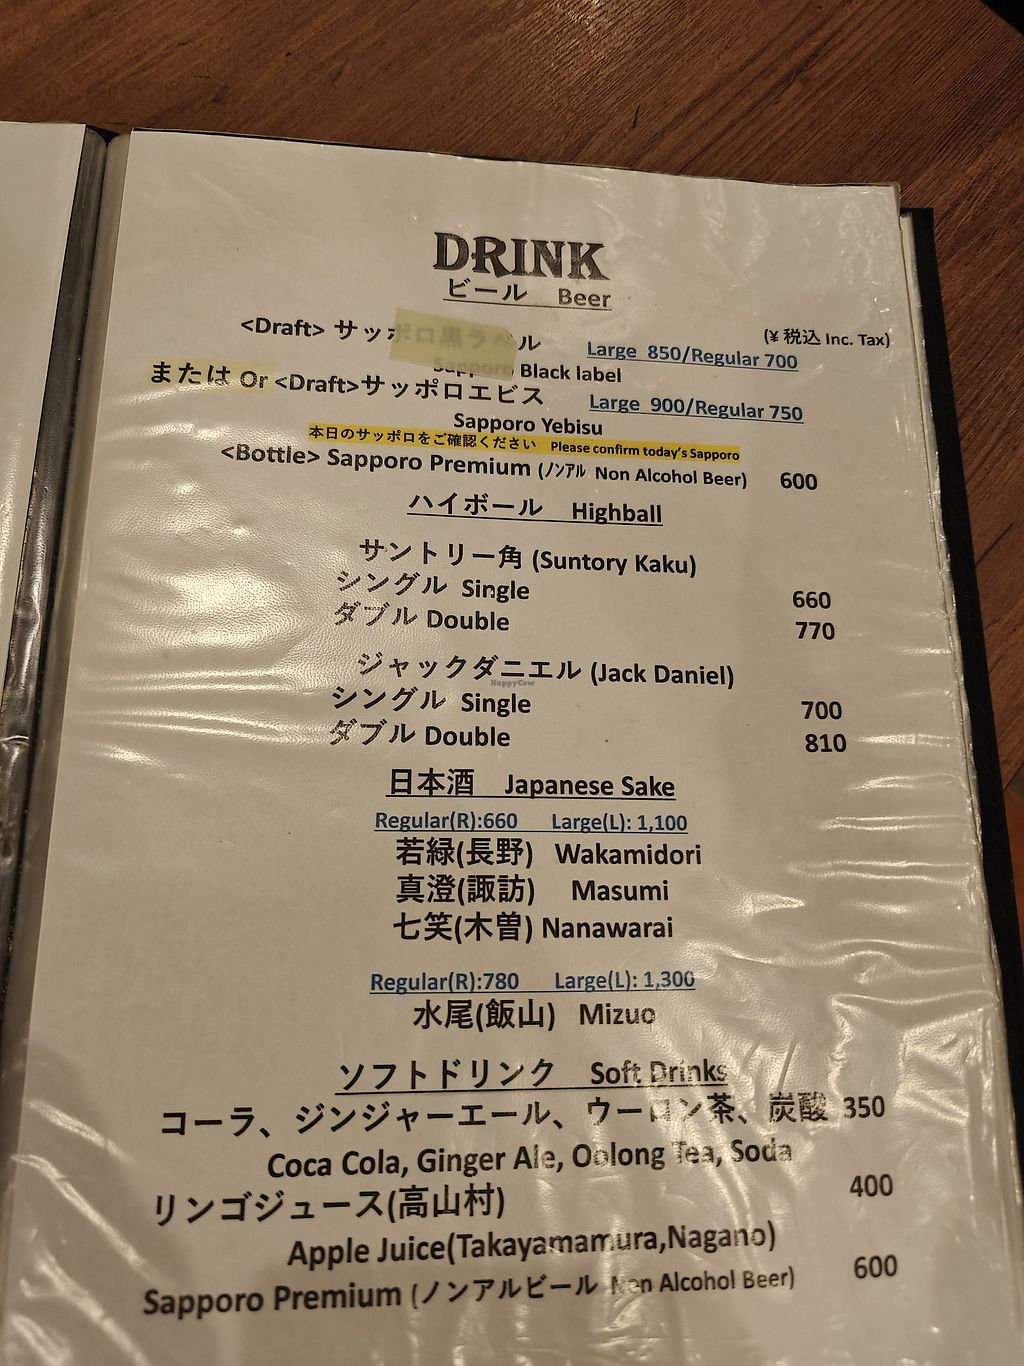 DRINK
ビール Beer
(¥ 税込 Inc. Tax)
<Draft> サッポロ黒ラベル Large 850/Regular 700
Sapporo Black label
または Or <Draft>サッポロエビス Large 900/Regular 750
Sapporo Yebisu
本日のサッポロをご確認ください Please confirm today's Sapporo
<Bottle> Sapporo Premium (ノンアル Non Alcohol Beer) 600
ハイボール Highball
サントリー角 (Suntory Kaku)
シングル Single 660
ダブル Double 770
ジャックダニエル (Jack Daniel)
HappyCow
シングル Single 700
ダブル Double 810
日本酒 Japanese Sake
Regular(R):660 Large(L): 1,100
若緑(長野) Wakamidori
真澄(諏訪) Masumi
七笑(木曽) Nanawarai
Regular(R):780 Large(L): 1,300
水尾(飯山) Mizuo
ソフトドリンク Soft Drinks
コーラ、ジンジャーエール、ウーロン茶、炭酸 350
Coca Cola, Ginger Ale, Oolong Tea, Soda
リンゴジュース(高山村) 400
Apple Juice(Takayamamura,Nagano)
Sapporo Premium (ノンアルビール Non Alcohol Beer) 600